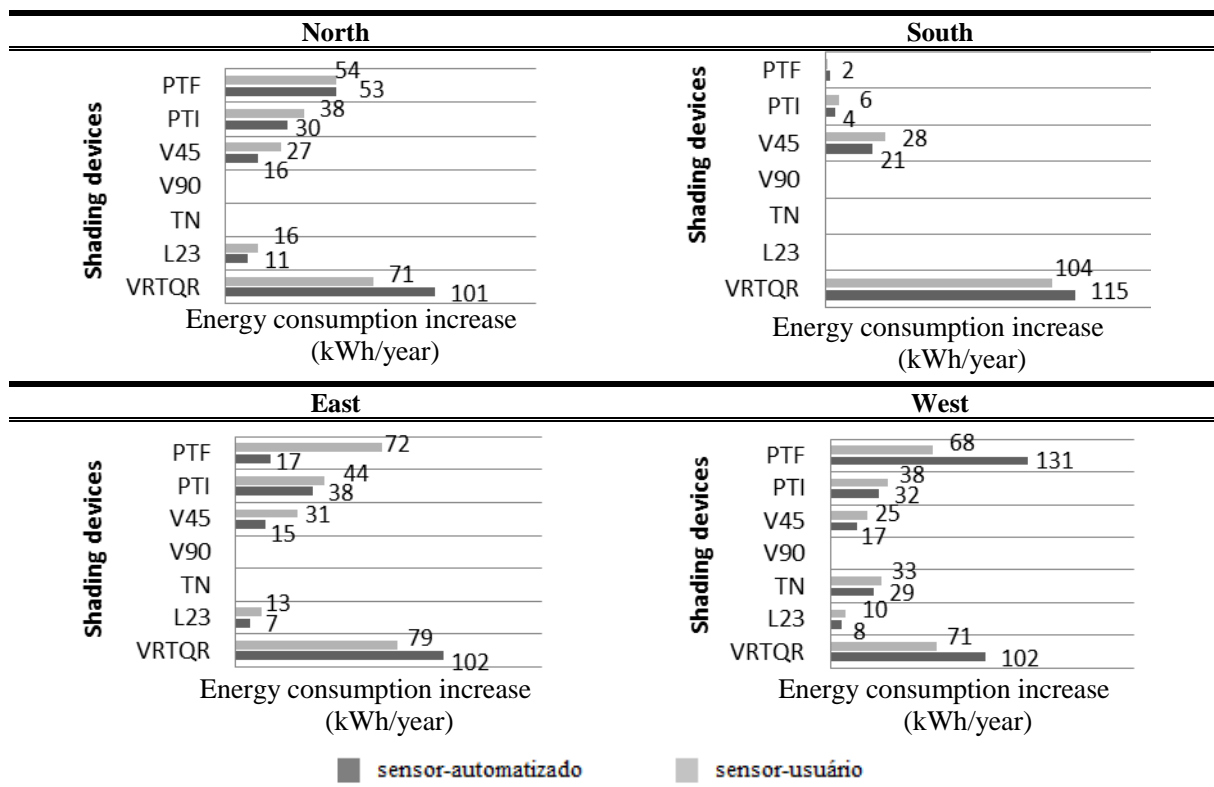 North
South
Shading devices
PTF
54
53
PTI
38
30
V45
27
16
V90
TN
L23
16
11
VRTQR
71
101
Energy consumption increase
(kWh/year)
Shading devices
PTF
2
PTI
6
4
V45
28
21
V90
TN
L23
VRTQR
104
115
Energy consumption increase
(kWh/year)
East
West
Shading devices
PTF
72
17
PTI
44
38
V45
31
15
V90
TN
L23
13
7
VRTQR
79
102
Energy consumption increase
(kWh/year)
Shading devices
PTF
68
131
PTI
38
32
V45
25
17
V90
TN
33
29
L23
10
8
VRTQR
71
102
Energy consumption increase
(kWh/year)
sensor-automatizado
sensor-usuário